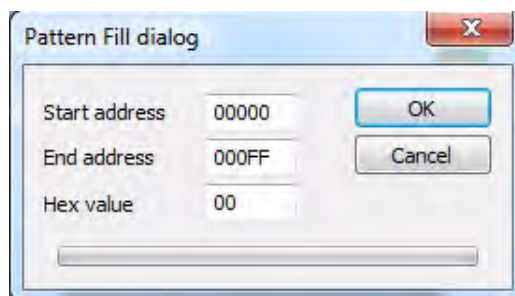 Pattern Fill dialog
Start address 00000 OK
End address 000FF Cancel
Hex value 00